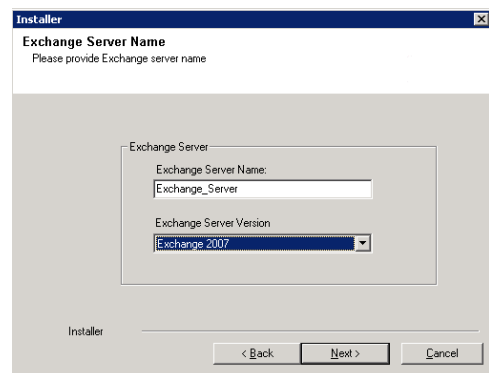 Installer
Exchange Server Name
Please provide Exchange server name
Exchange Server
Exchange Server Name:
Exchange_Server
Exchange Server Version
Exchange 2007
Installer
< Back
Next >
Cancel